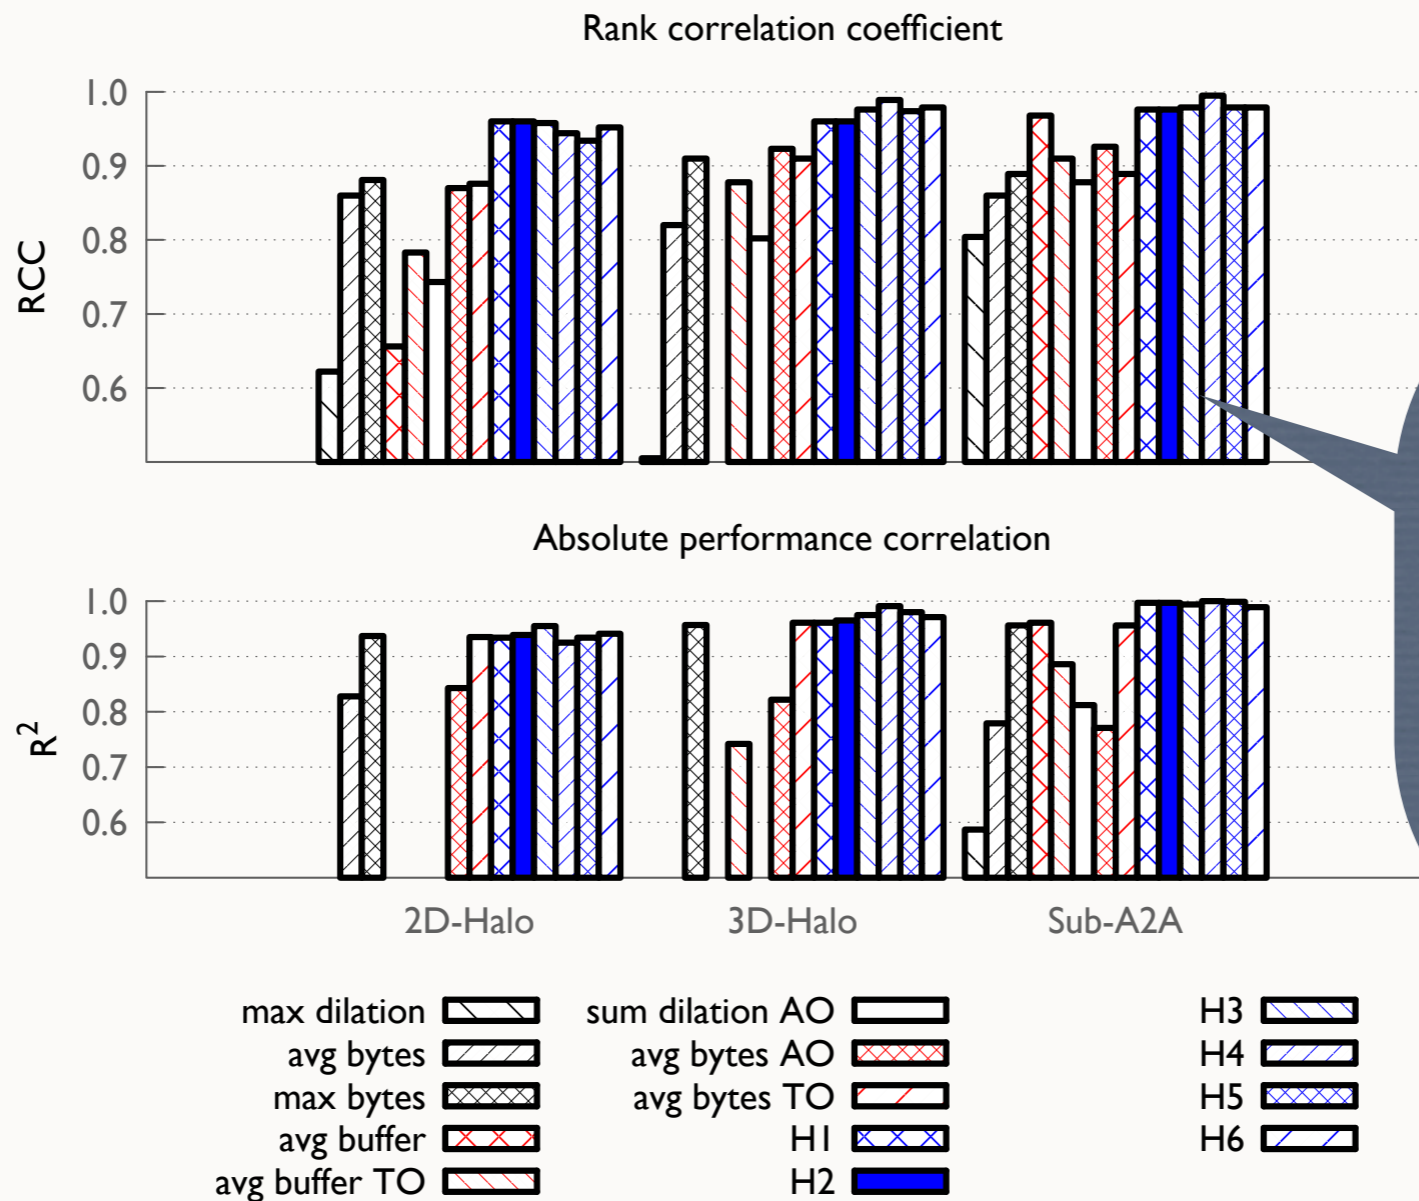 Rank correlation coefficient
1.0
0.9
0.8
0.7
0.6
RCC
Absolute performance correlation
1.0
0.9
0.8
0.7
0.6
R²
2D-Halo 3D-Halo Sub-A2A
max dilation sum dilation AO H3
avg bytes avg bytes AO H4
max bytes avg bytes TO H5
avg buffer H1 H6
avg buffer TO H2